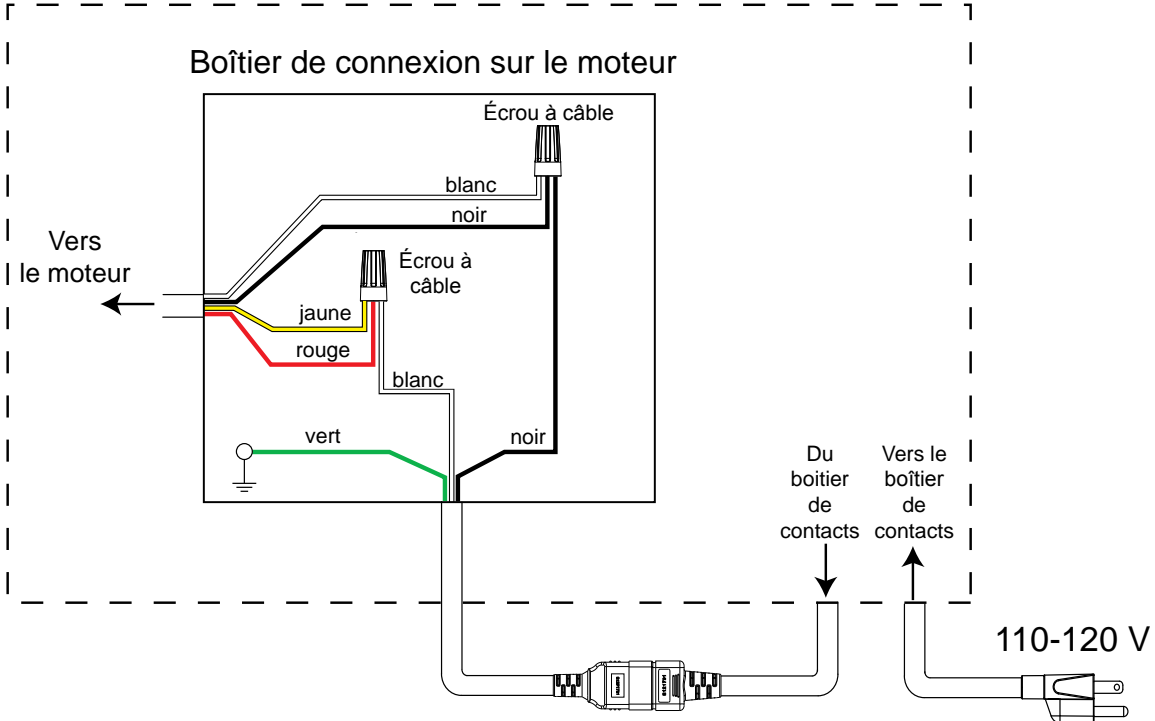 Boîtier de connexion sur le moteur
Écrou à câble
blanc
noir
Vers
le moteur
Écrou à
câble
jaune
rouge
blanc
vert
noir
Du
boitier
de
contacts
Vers le
boîtier
de
contacts
110-120 V